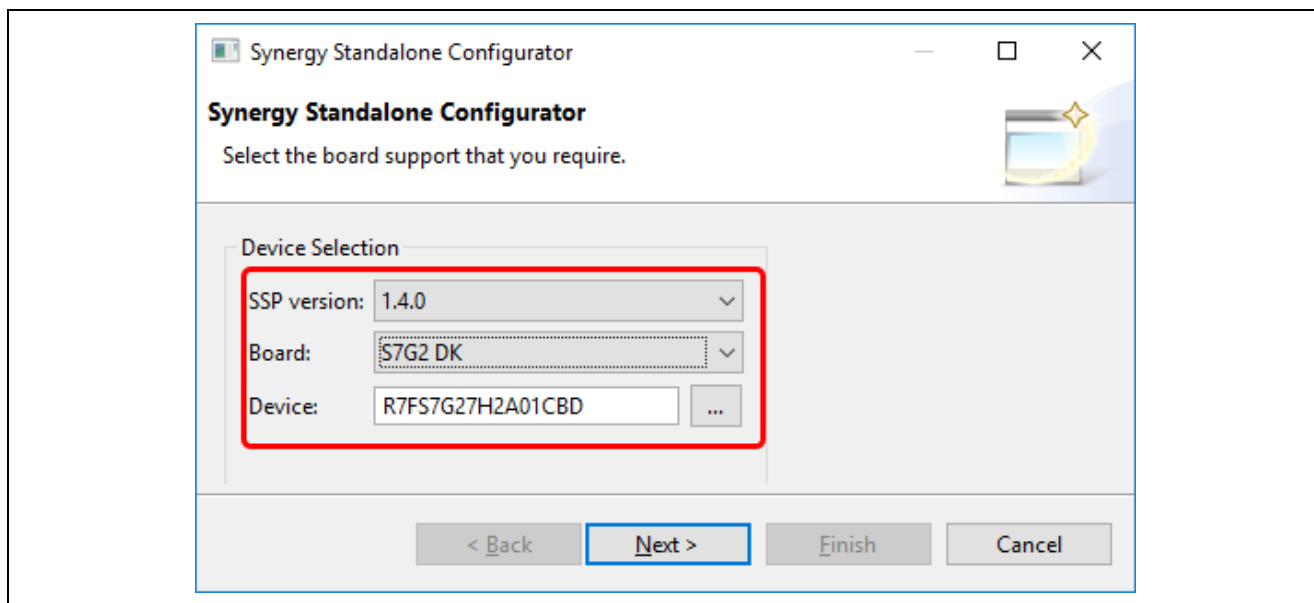 Synergy Standalone Configurator
Synergy Standalone Configurator
Select the board support that you require.
Device Selection
SSP version: 1.4.0
Board: S7G2 DK
Device: R7FS7G27H2A01CBD ...
< Back Next > Finish Cancel